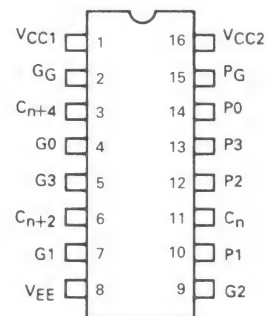 VCC1 1 16 VCC2
GG 2 15 PG
Cn+4 3 14 P0
G0 4 13 P3
G3 5 12 P2
Cn+2 6 11 Cn
G1 7 10 P1
VEE 8 9 G2